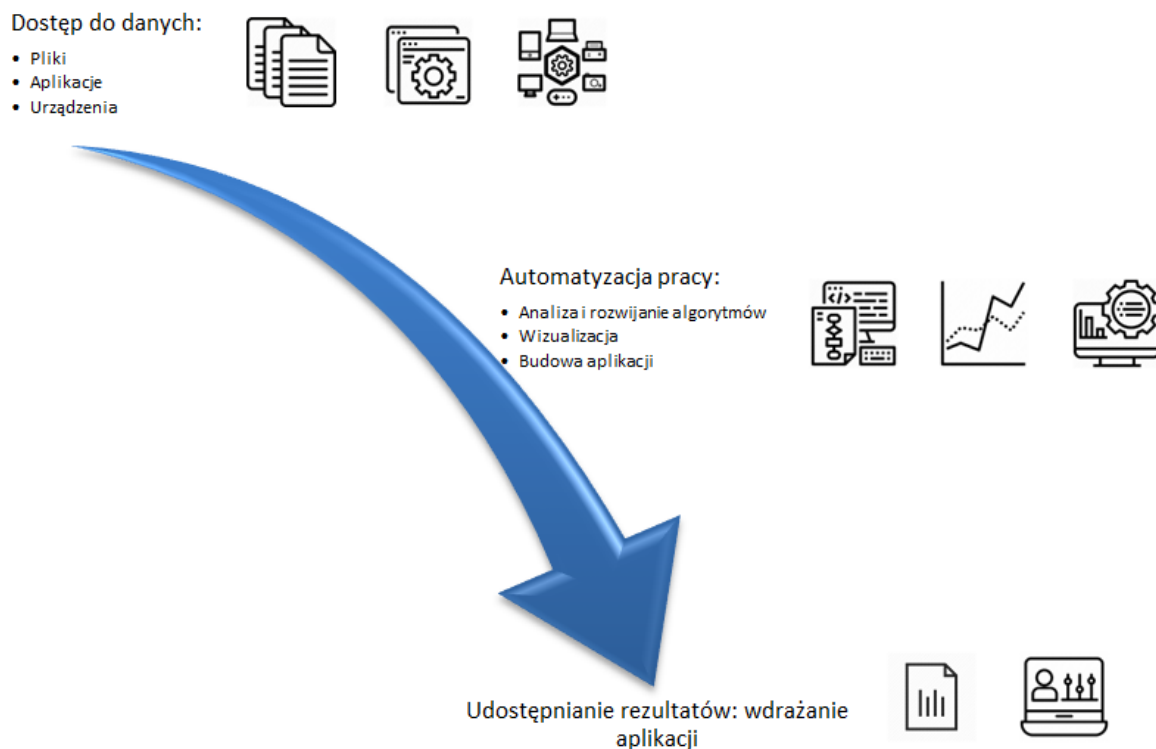 Dostęp do danych:
• Pliki
• Aplikacje
• Urządzenia
Automatyzacja pracy:
• Analiza i rozwijanie algorytmów
• Wizualizacja
• Budowa aplikacji
Udostępnianie rezultatów: wdrażanie
aplikacji